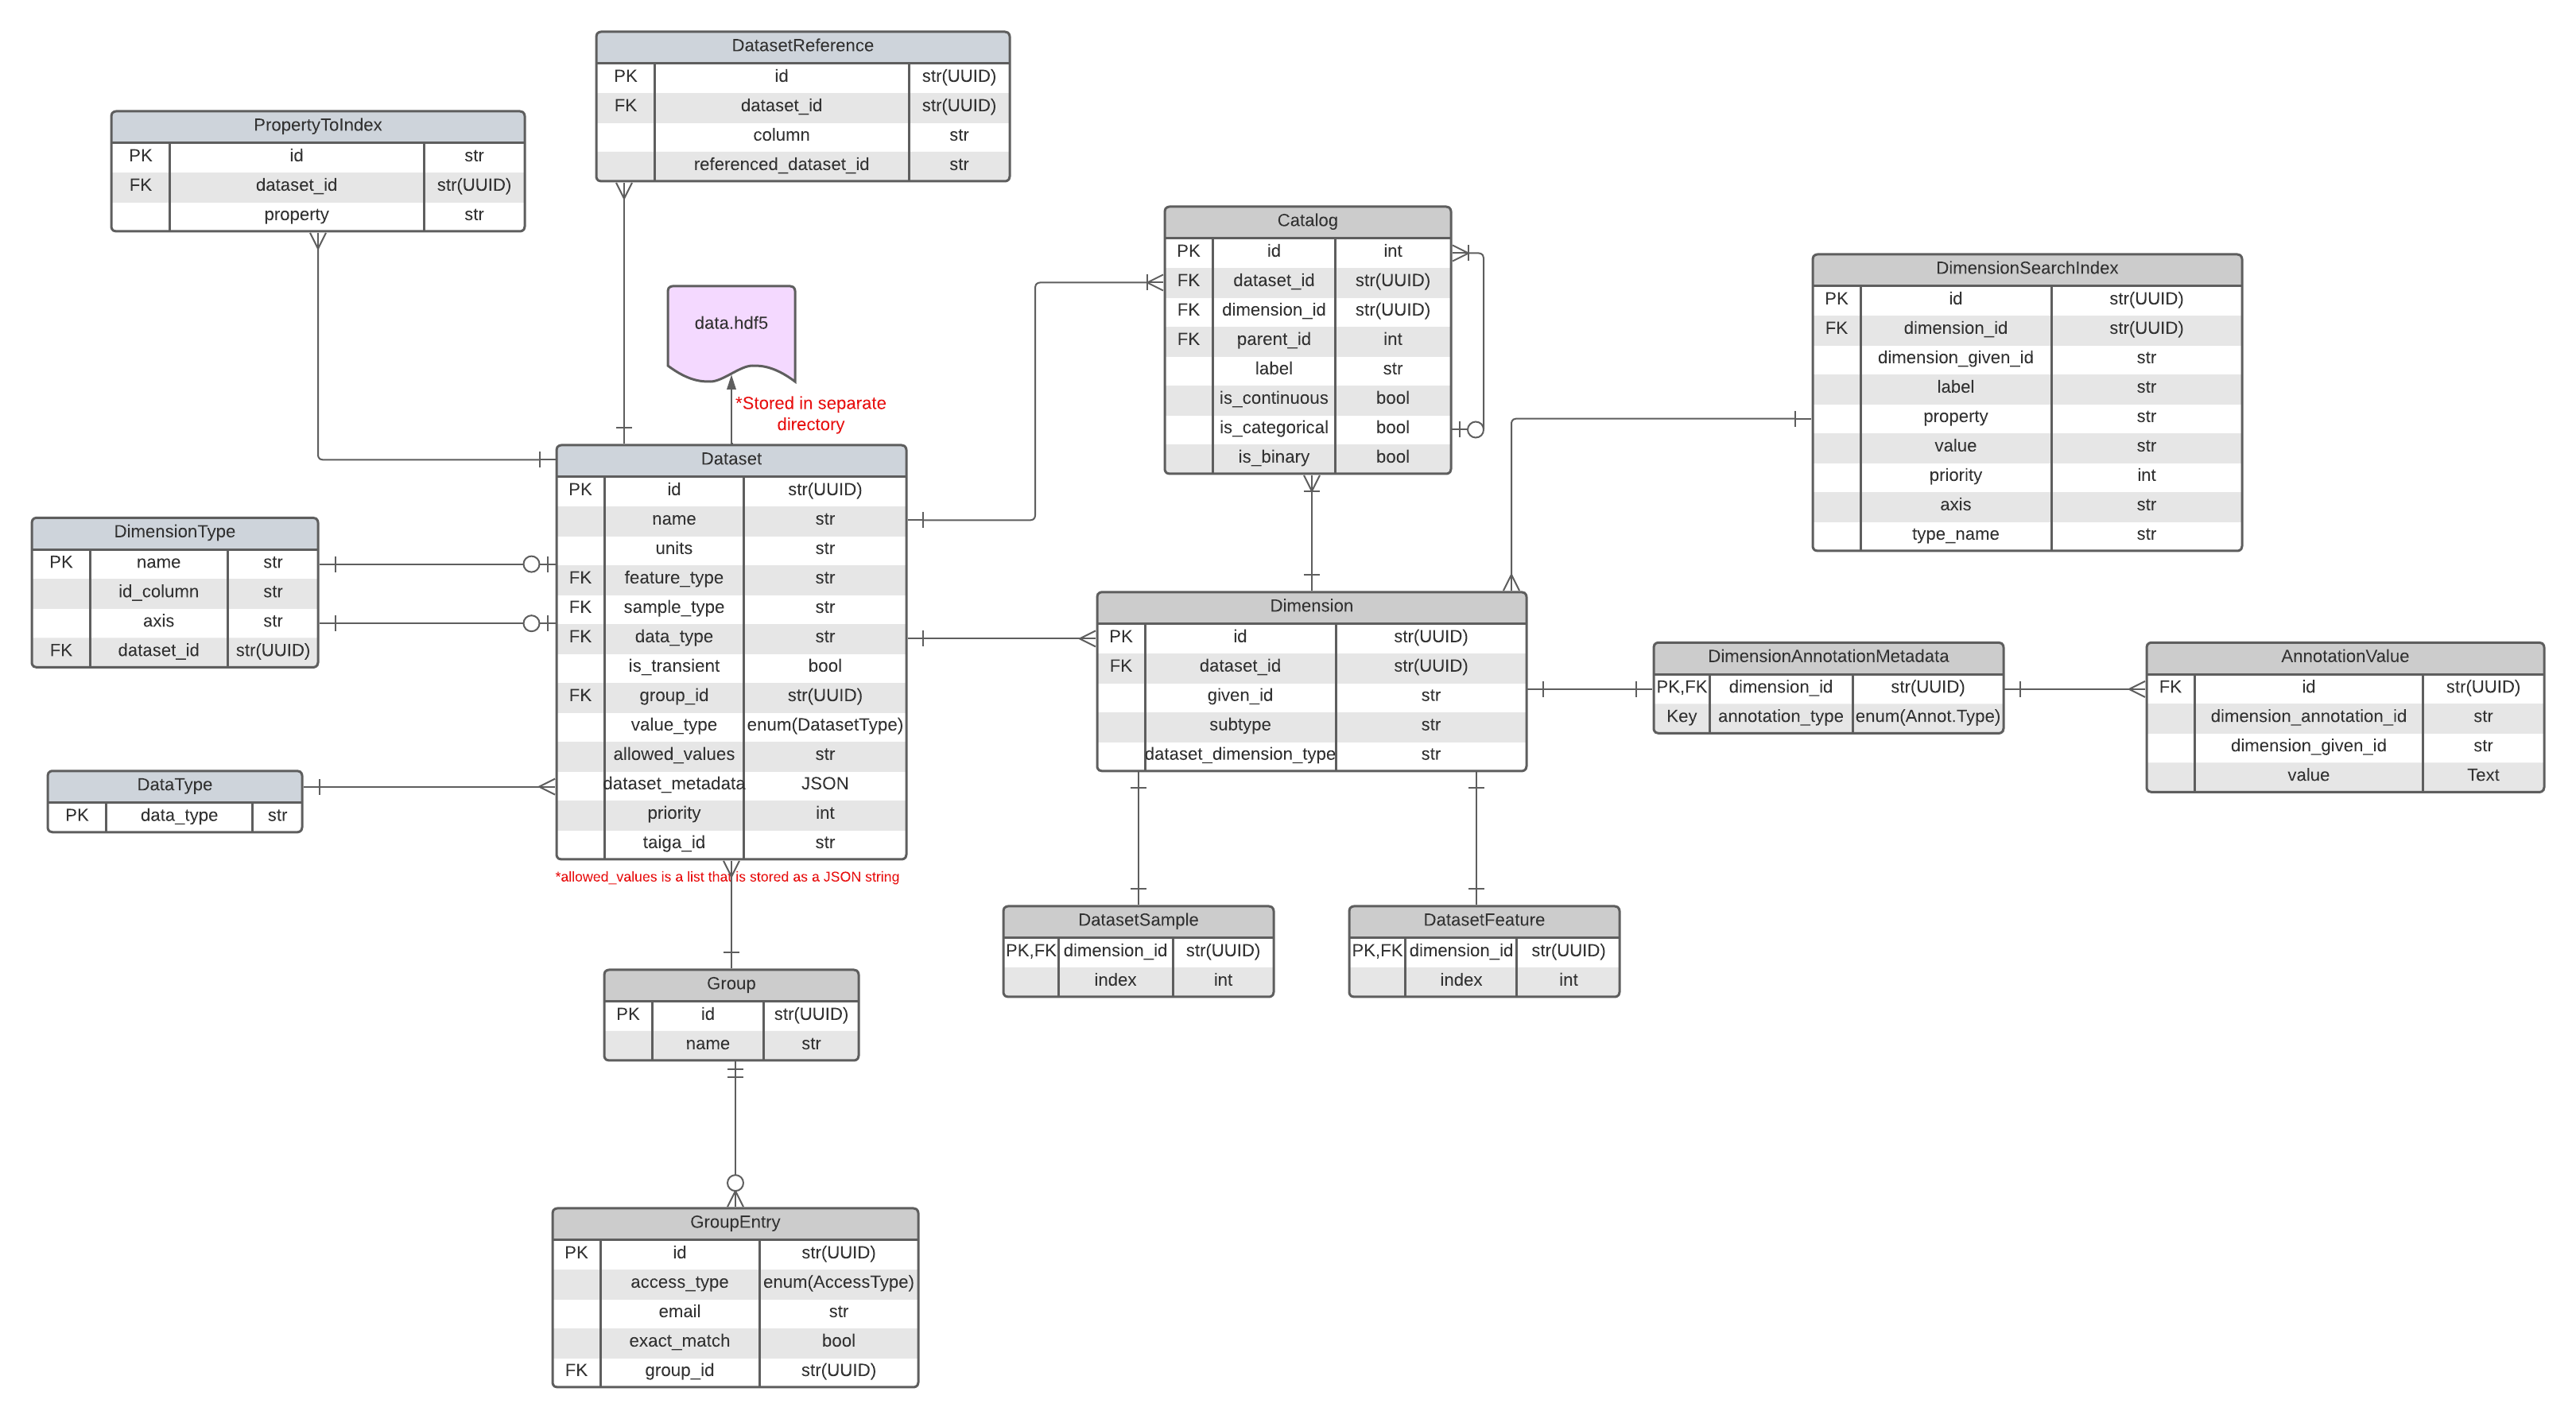 DatasetReference
PK id str(UUID)
FK dataset_id str(UUID)
column str
referenced_dataset_id str
PropertyToIndex
PK id str
FK dataset_id str(UUID)
property str
data.hdf5
*Stored in separate
directory
Catalog
PK id int
FK dataset_id str(UUID)
FK dimension_id str(UUID)
FK parent_id int
label str
is_continuous bool
is_categorical bool
is_binary bool
DimensionSearchIndex
PK id str(UUID)
FK dimension_id str(UUID)
dimension_given_id str
label str
property str
value str
priority int
axis str
type_name str
Dataset
PK id str(UUID)
name str
units str
FK feature_type str
FK sample_type str
FK data_type str
is_transient bool
FK group_id str(UUID)
value_type enum(DatasetType)
allowed_values str
dataset_metadata JSON
priority int
taiga_id str
*allowed_values is a list that is stored as a JSON string
DimensionType
PK name str
id_column str
axis str
FK dataset_id str(UUID)
DataType
PK data_type str
Dimension
PK id str(UUID)
FK dataset_id str(UUID)
given_id str
subtype str
dataset_dimension_type str
DimensionAnnotationMetadata
PK,FK dimension_id str(UUID)
Key annotation_type enum(Annot.Type)
AnnotationValue
FK id str(UUID)
dimension_annotation_id str
dimension_given_id str
value Text
DatasetSample
PK,FK dimension_id str(UUID)
index int
DatasetFeature
PK,FK dimension_id str(UUID)
index int
Group
PK id str(UUID)
name str
GroupEntry
PK id str(UUID)
access_type enum(AccessType)
email str
exact_match bool
FK group_id str(UUID)